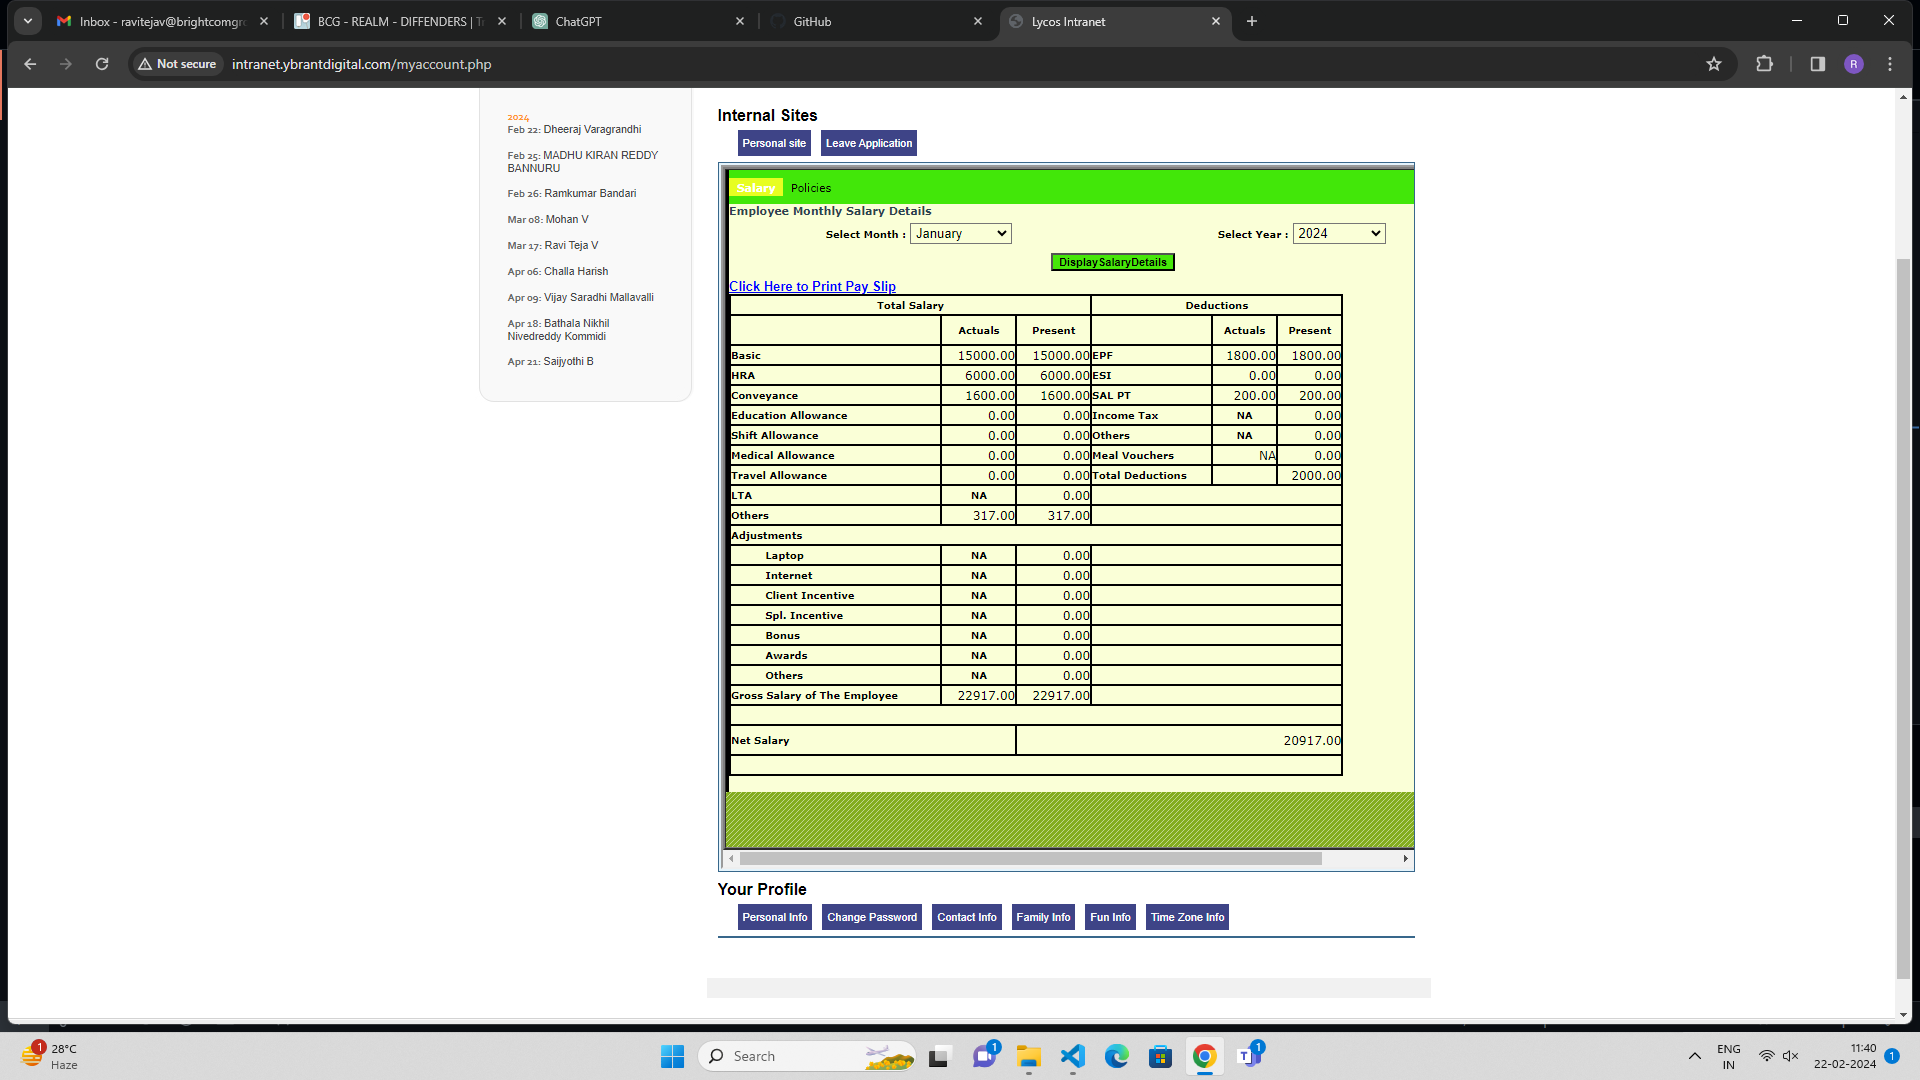 Inbox - ravitejav@brightcomgr
BCG - REALM - DIFFENDERS | T
ChatGPT
GitHub
Lycos Intranet
Not secure
intranet.ybrantdigital.com/myaccount.php
R
2024
Feb 22: Dheeraj Varagrandhi
Feb 25: MADHU KIRAN REDDY
BANNURU
Feb 26: Ramkumar Bandari
Mar 08: Mohan V
Mar 17: Ravi Teja V
Apr 06: Challa Harish
Apr 09: Vijay Saradhi Mallavalli
Apr 18: Bathala Nikhil
Nivedreddy Kommidi
Apr 21: Saijyothi B
Internal Sites
Personal site Leave Application
Salary Policies
Employee Monthly Salary Details
Select Month : January Select Year : 2024
DisplaySalaryDetails
Click Here to Print Pay Slip
Total Salary Deductions
Actuals Present Actuals Present
Basic 15000.00 15000.00 EPF 1800.00 1800.00
HRA 6000.00 6000.00 ESI 0.00 0.00
Conveyance 1600.00 1600.00 SAL PT 200.00 200.00
Education Allowance 0.00 0.00 Income Tax NA 0.00
Shift Allowance 0.00 0.00 Others NA 0.00
Medical Allowance 0.00 0.00 Meal Vouchers NA 0.00
Travel Allowance 0.00 0.00 Total Deductions 2000.00
LTA NA 0.00
Others 317.00 317.00
Adjustments
Laptop NA 0.00
Internet NA 0.00
Client Incentive NA 0.00
Spl. Incentive NA 0.00
Bonus NA 0.00
Awards NA 0.00
Others NA 0.00
Gross Salary of The Employee 22917.00 22917.00
Net Salary 20917.00
Your Profile
Personal Info Change Password Contact Info Family Info Fun Info Time Zone Info
1
28°C
Haze
Search
1
1
ENG
IN
11:40
22-02-2024
1